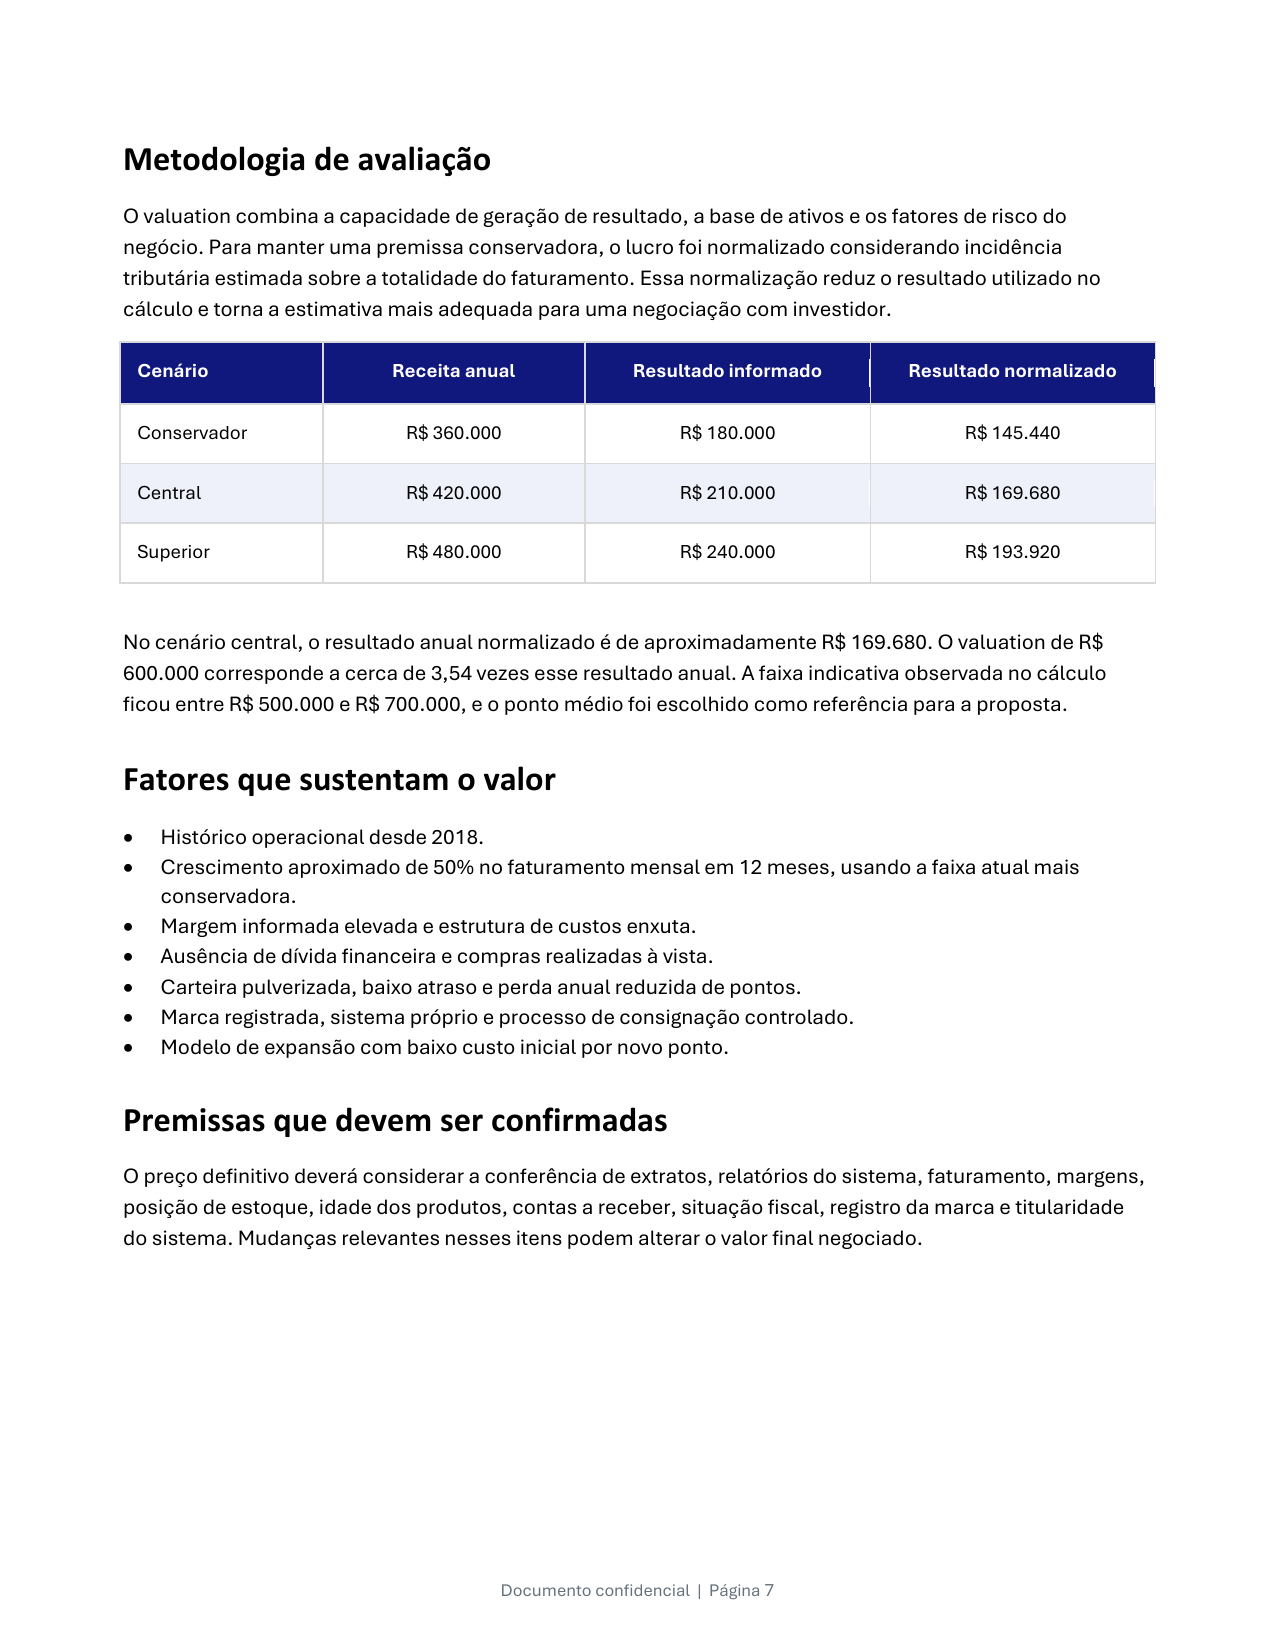 Metodologia de avaliação
O valuation combina a capacidade de geração de resultado, a base de ativos e os fatores de risco do
negócio. Para manter uma premissa conservadora, o lucro foi normalizado considerando incidência
tributária estimada sobre a totalidade do faturamento. Essa normalização reduz o resultado utilizado no
cálculo e torna a estimativa mais adequada para uma negociação com investidor.
Cenário Receita anual Resultado informado Resultado normalizado
Conservador R$ 360.000 R$ 180.000 R$ 145.440
Central R$ 420.000 R$ 210.000 R$ 169.680
Superior R$ 480.000 R$ 240.000 R$ 193.920
No cenário central, o resultado anual normalizado é de aproximadamente R$ 169.680. O valuation de R$
600.000 corresponde a cerca de 3,54 vezes esse resultado anual. A faixa indicativa observada no cálculo
ficou entre R$ 500.000 e R$ 700.000, e o ponto médio foi escolhido como referência para a proposta.
Fatores que sustentam o valor
• Histórico operacional desde 2018.
• Crescimento aproximado de 50% no faturamento mensal em 12 meses, usando a faixa atual mais
conservadora.
• Margem informada elevada e estrutura de custos enxuta.
• Ausência de dívida financeira e compras realizadas à vista.
• Carteira pulverizada, baixo atraso e perda anual reduzida de pontos.
• Marca registrada, sistema próprio e processo de consignação controlado.
• Modelo de expansão com baixo custo inicial por novo ponto.
Premissas que devem ser confirmadas
O preço definitivo deverá considerar a conferência de extratos, relatórios do sistema, faturamento, margens,
posição de estoque, idade dos produtos, contas a receber, situação fiscal, registro da marca e titularidade
do sistema. Mudanças relevantes nesses itens podem alterar o valor final negociado.
Documento confidencial | Página 7